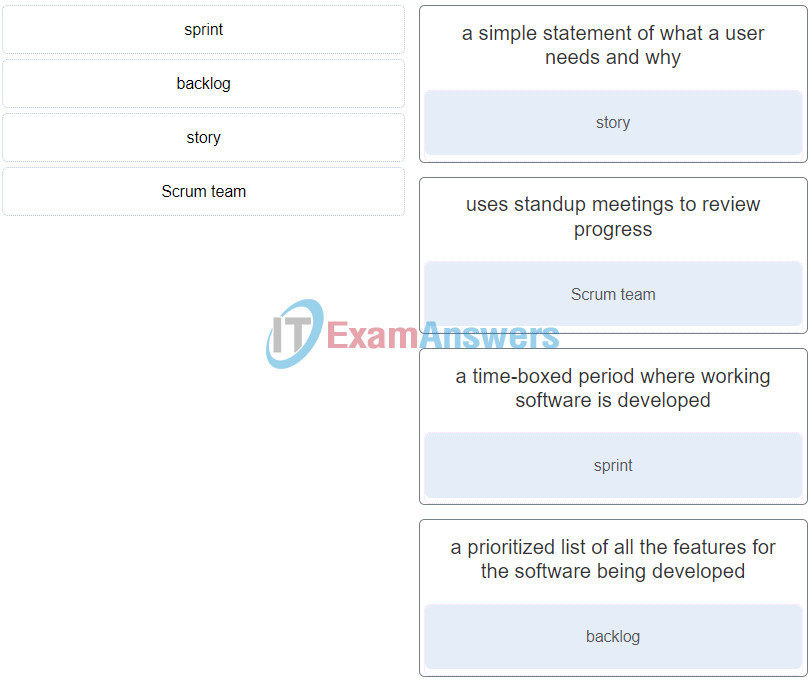 sprint
backlog
story
Scrum team
a simple statement of what a user
needs and why
story
uses standup meetings to review
progress
Scrum team
ITExamAnswers
a time-boxed period where working
software is developed
sprint
a prioritized list of all the features for
the software being developed
backlog